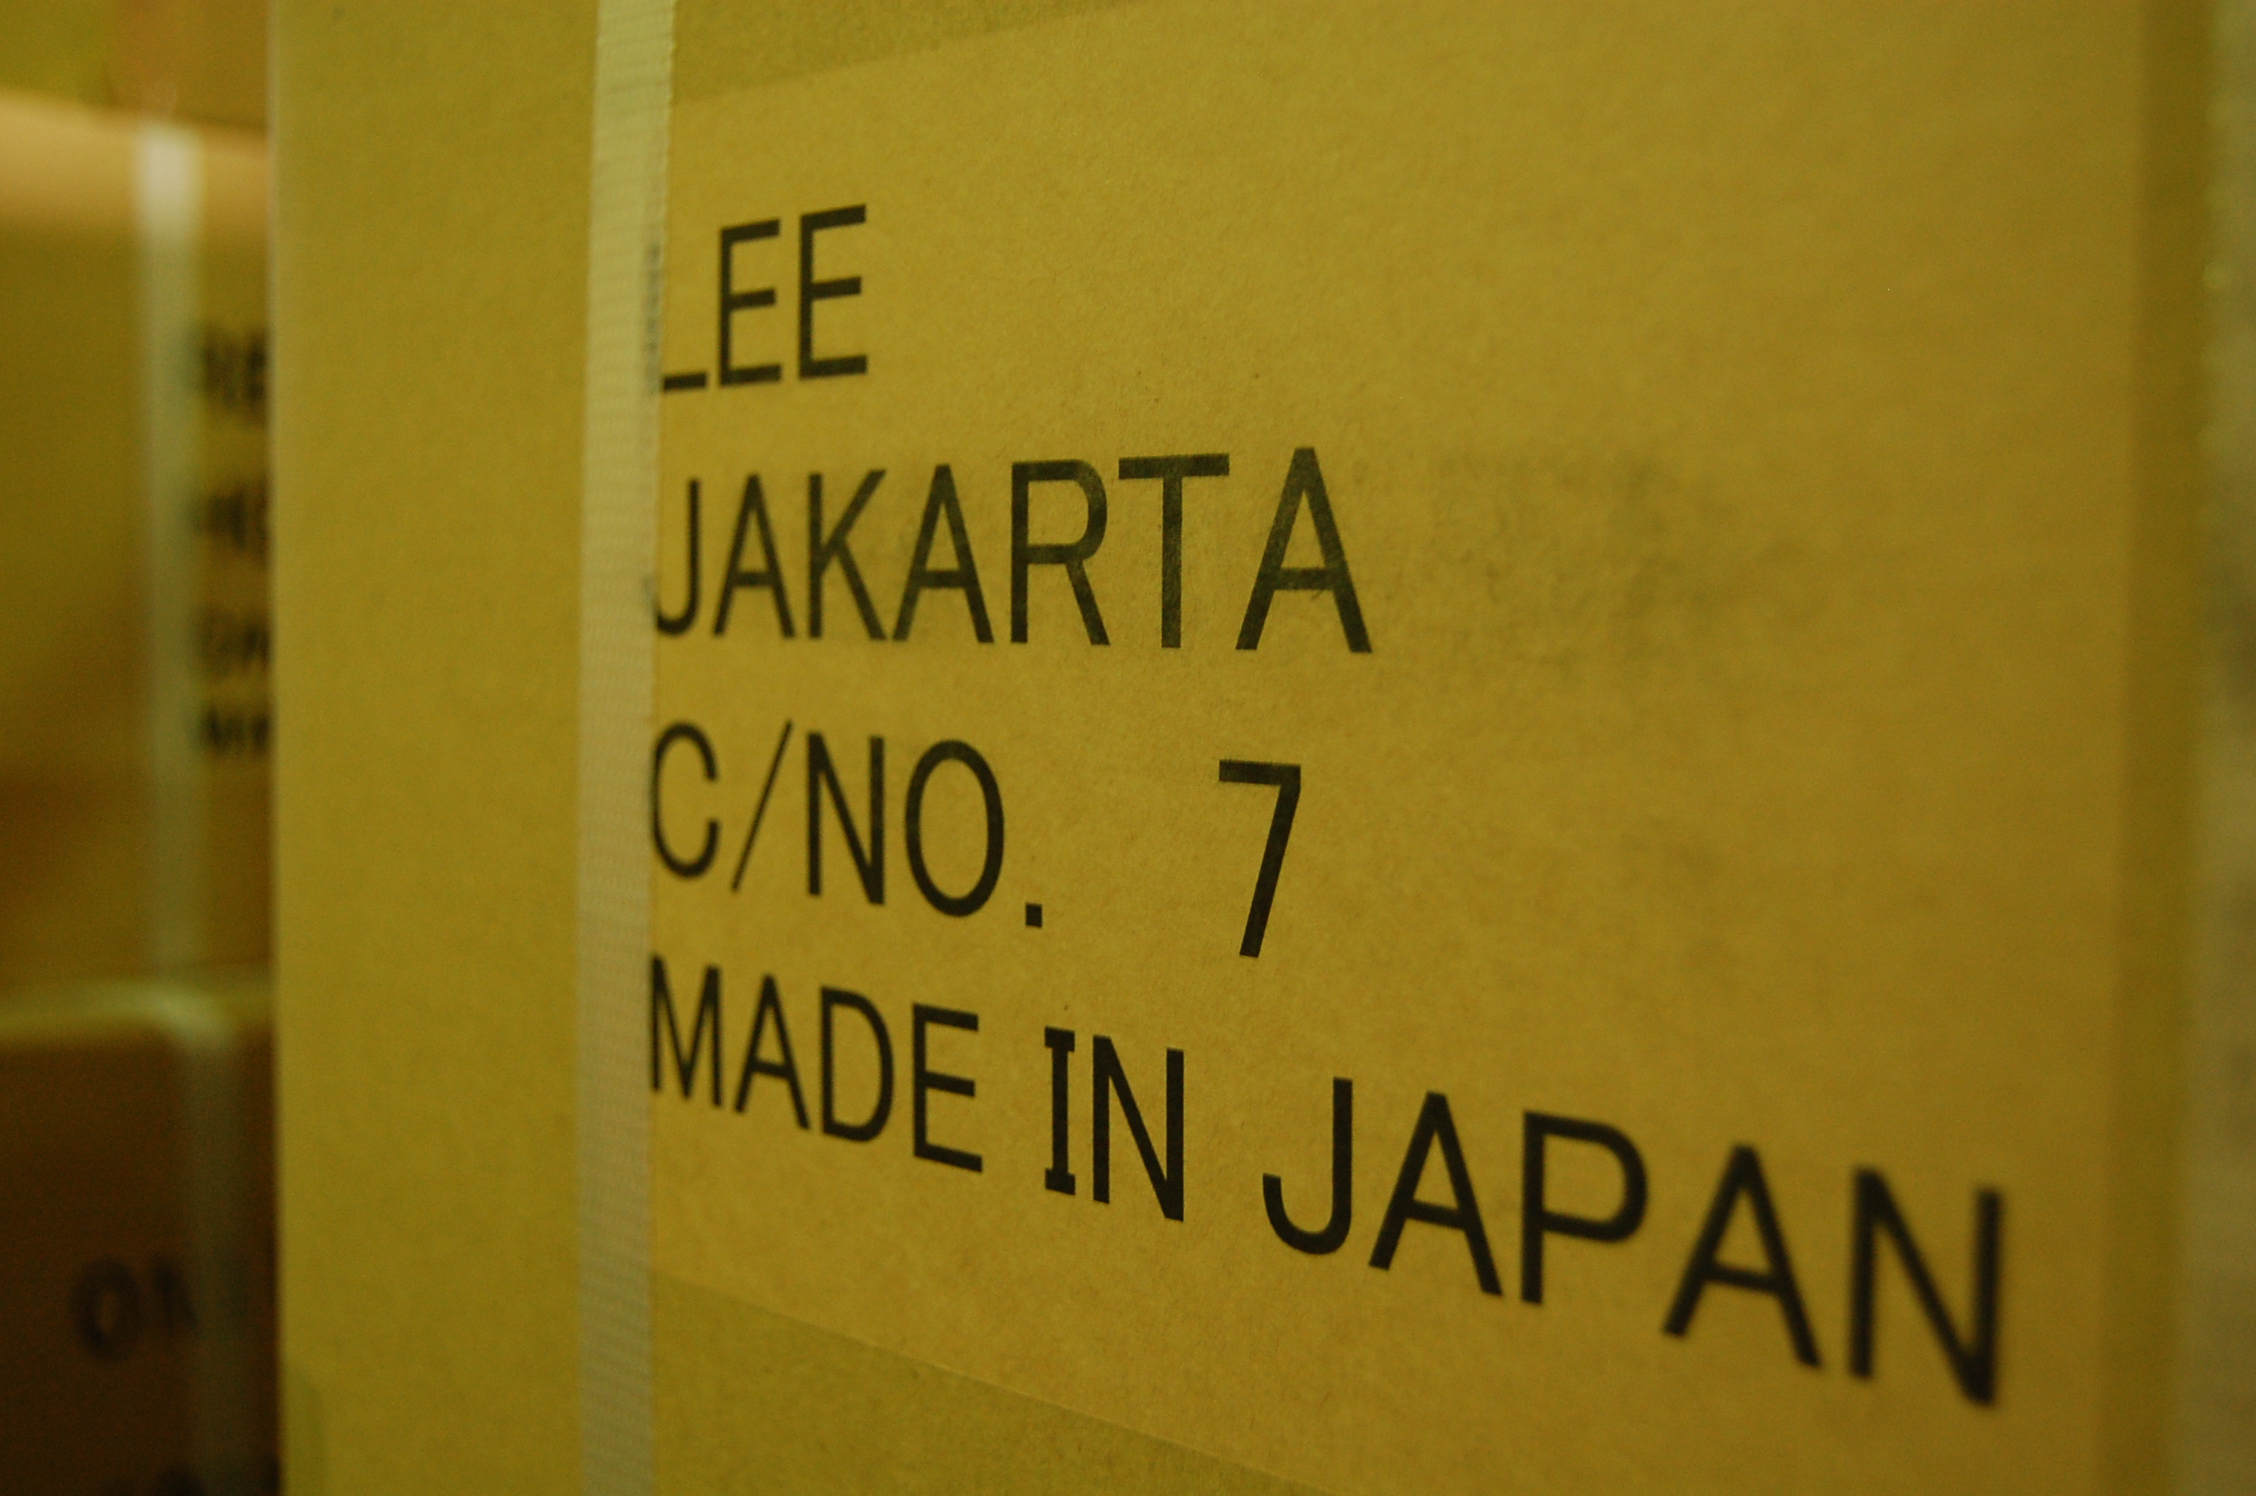 LEE
JAKARTA
C/NO. 7
MADE IN JAPAN